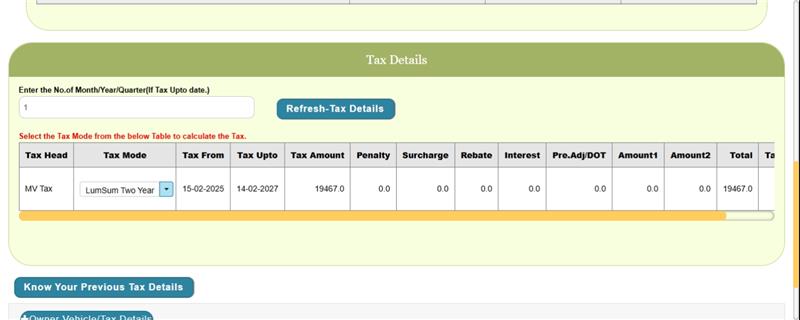 Tax Details
Enter the No.of Month/Year/Quarter(If Tax Upto date.)
1
Refresh-Tax Details
Select the Tax Mode from the below Table to calculate the Tax.
Tax Head Tax Mode Tax From Tax Upto Tax Amount Penalty Surcharge Rebate Interest Pre.Adj/DOT Amount1 Amount2 Total Ta
MV Tax LumSum Two Year 15-02-2025 14-02-2027 19467.0 0.0 0.0 0.0 0.0 0.0 0.0 0.0 19467.0
Know Your Previous Tax Details
+Owner Vehicle/Tax Details